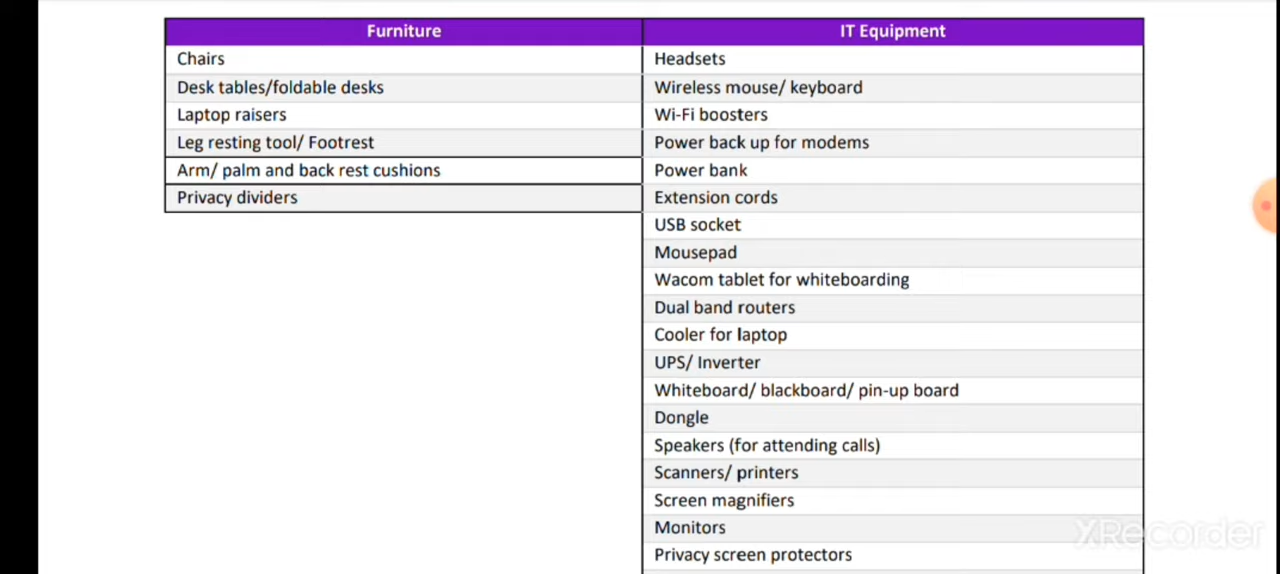 Furniture IT Equipment
Chairs Headsets
Desk tables/foldable desks Wireless mouse/ keyboard
Laptop raisers Wi-Fi boosters
Leg resting tool/ Footrest Power back up for modems
Arm/ palm and back rest cushions Power bank
Privacy dividers Extension cords
USB socket
Mousepad
Wacom tablet for whiteboarding
Dual band routers
Cooler for laptop
UPS/ Inverter
Whiteboard/ blackboard/ pin-up board
Dongle
Speakers (for attending calls)
Scanners/ printers
Screen magnifiers
Monitors
Privacy screen protectors
XRecorder